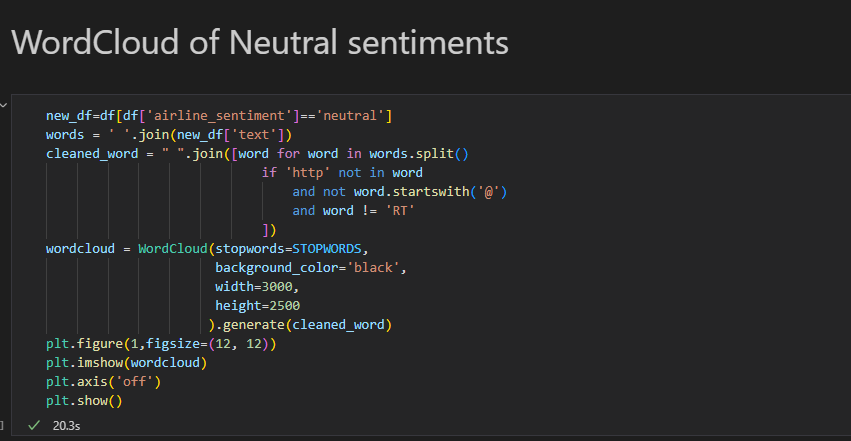 WordCloud of Neutral sentiments
new_df=df[df['airline_sentiment']=='neutral']
words = ' '.join(new_df['text'])
cleaned_word = " ".join([word for word in words.split()
                            if 'http' not in word
                                and not word.startswith('@')
                                and word != 'RT'
                            ])
wordcloud = WordCloud(stopwords=STOPWORDS,
                      background_color='black',
                      width=3000,
                      height=2500
                     ).generate(cleaned_word)
plt.figure(1,figsize=(12, 12))
plt.imshow(wordcloud)
plt.axis('off')
plt.show()
] ✓ 20.3s